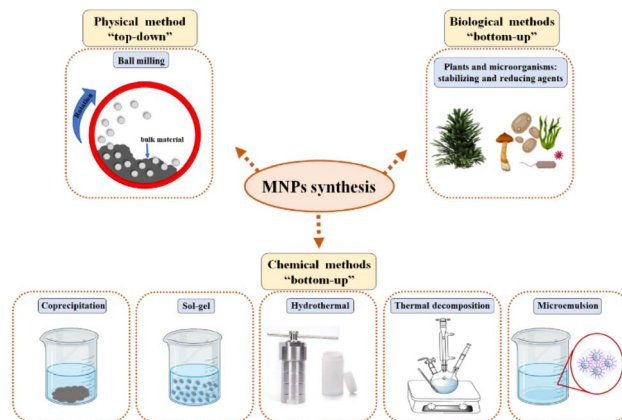 Physical method
“top-down”
Ball milling
Rotation
bulk material
Biological methods
“bottom-up”
Plants and microorganisms:
stabilizing and reducing agents
MNPs synthesis
Chemical methods
“bottom-up”
Coprecipitation
Sol-gel
Hydrothermal
Thermal decomposition
Microemulsion